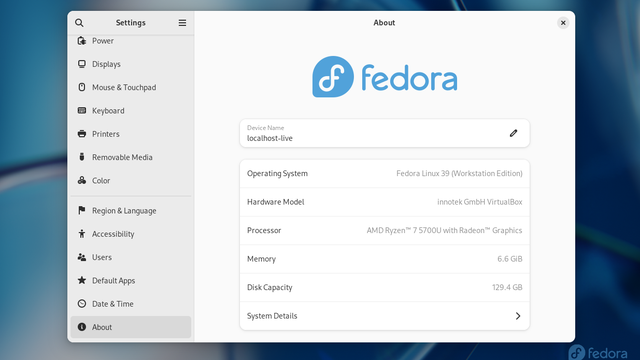 Settings
Power
Displays
Mouse & Touchpad
Keyboard
Printers
Removable Media
Color
Region & Language
Accessibility
Users
Default Apps
Date & Time
About
About
fedora
Device Name
localhost-live
Operating System Fedora Linux 39 (Workstation Edition)
Hardware Model innotek GmbH VirtualBox
Processor AMD Ryzen™ 7 5700U with Radeon™ Graphics
Memory 6.6 GiB
Disk Capacity 129.4 GB
System Details
fedora